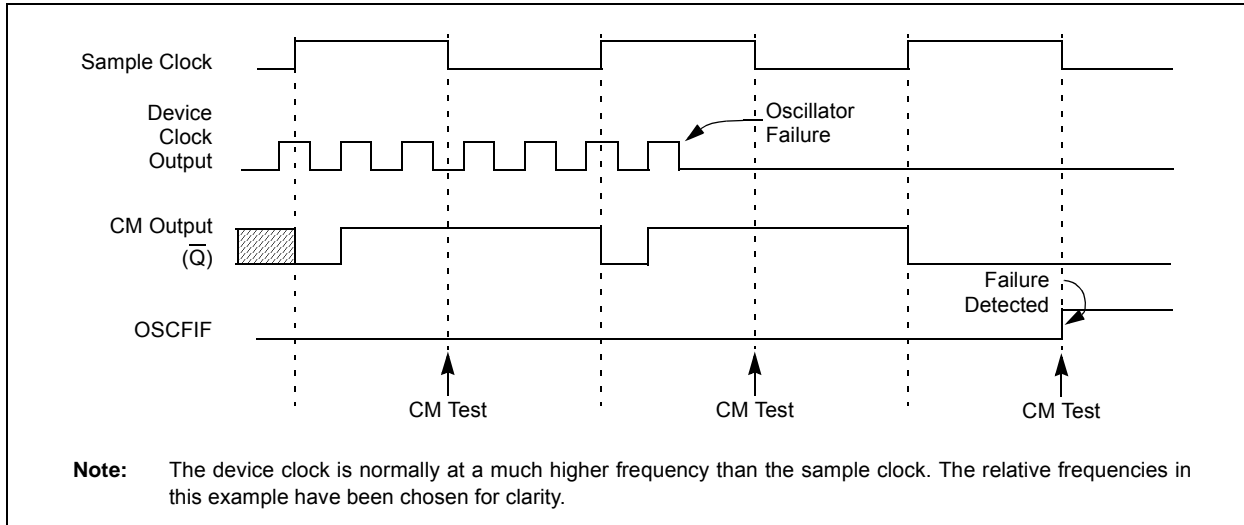 Sample Clock
Device
Clock
Output
Oscillator
Failure
CM Output
(Q̅)
Failure
Detected
OSCFIF
CM Test
CM Test
CM Test
Note: The device clock is normally at a much higher frequency than the sample clock. The relative frequencies in
this example have been chosen for clarity.